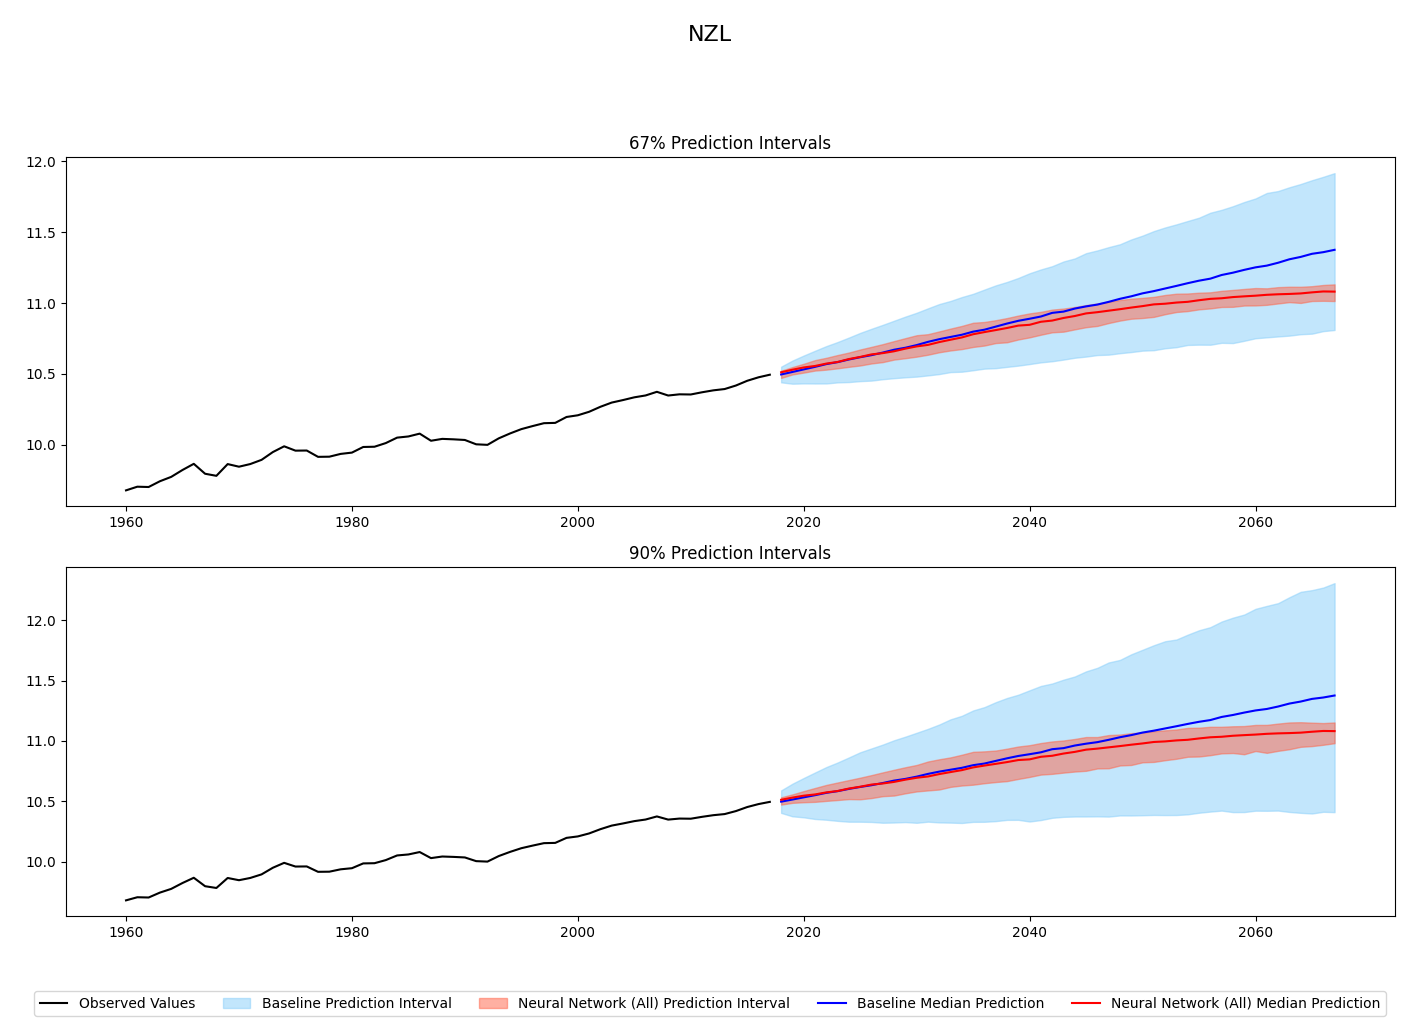 NZL
67% Prediction Intervals
12.0
11.5
11.0
10.5
10.0
1960 1980 2000 2020 2040 2060
90% Prediction Intervals
12.0
11.5
11.0
10.5
10.0
1960 1980 2000 2020 2040 2060
Observed Values Baseline Prediction Interval Neural Network (All) Prediction Interval Baseline Median Prediction Neural Network (All) Median Prediction